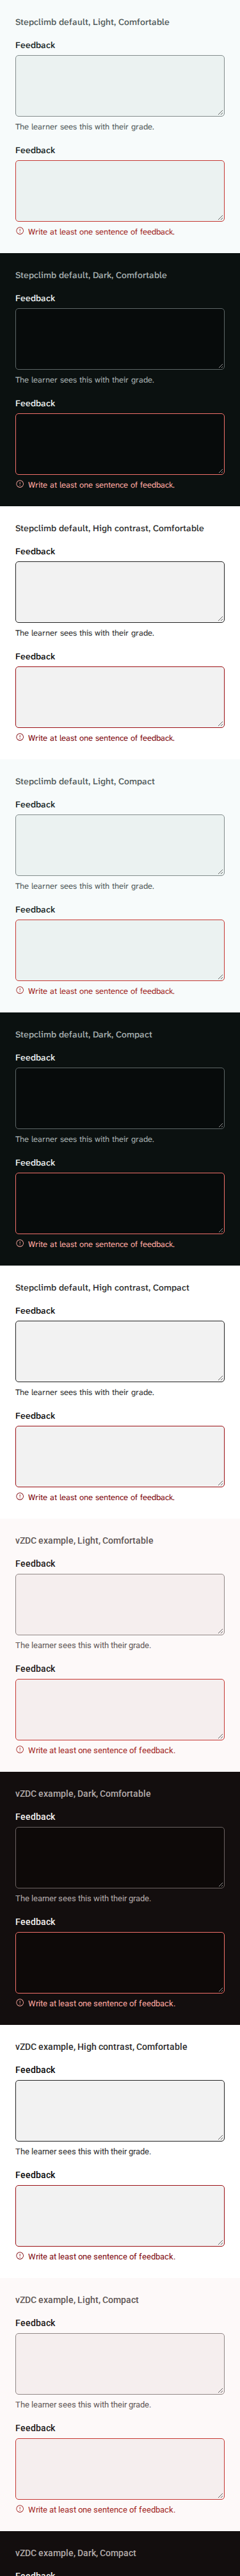 Stepclimb default, Light, Comfortable
Feedback
The learner sees this with their grade.
Feedback
Write at least one sentence of feedback.
Stepclimb default, Dark, Comfortable
Feedback
The learner sees this with their grade.
Feedback
Write at least one sentence of feedback.
Stepclimb default, High contrast, Comfortable
Feedback
The learner sees this with their grade.
Feedback
Write at least one sentence of feedback.
Stepclimb default, Light, Compact
Feedback
The learner sees this with their grade.
Feedback
Write at least one sentence of feedback.
Stepclimb default, Dark, Compact
Feedback
The learner sees this with their grade.
Feedback
Write at least one sentence of feedback.
Stepclimb default, High contrast, Compact
Feedback
The learner sees this with their grade.
Feedback
Write at least one sentence of feedback.
vZDC example, Light, Comfortable
Feedback
The learner sees this with their grade.
Feedback
Write at least one sentence of feedback.
vZDC example, Dark, Comfortable
Feedback
The learner sees this with their grade.
Feedback
Write at least one sentence of feedback.
vZDC example, High contrast, Comfortable
Feedback
The learner sees this with their grade.
Feedback
Write at least one sentence of feedback.
vZDC example, Light, Compact
Feedback
The learner sees this with their grade.
Feedback
Write at least one sentence of feedback.
vZDC example, Dark, Compact
Feedback